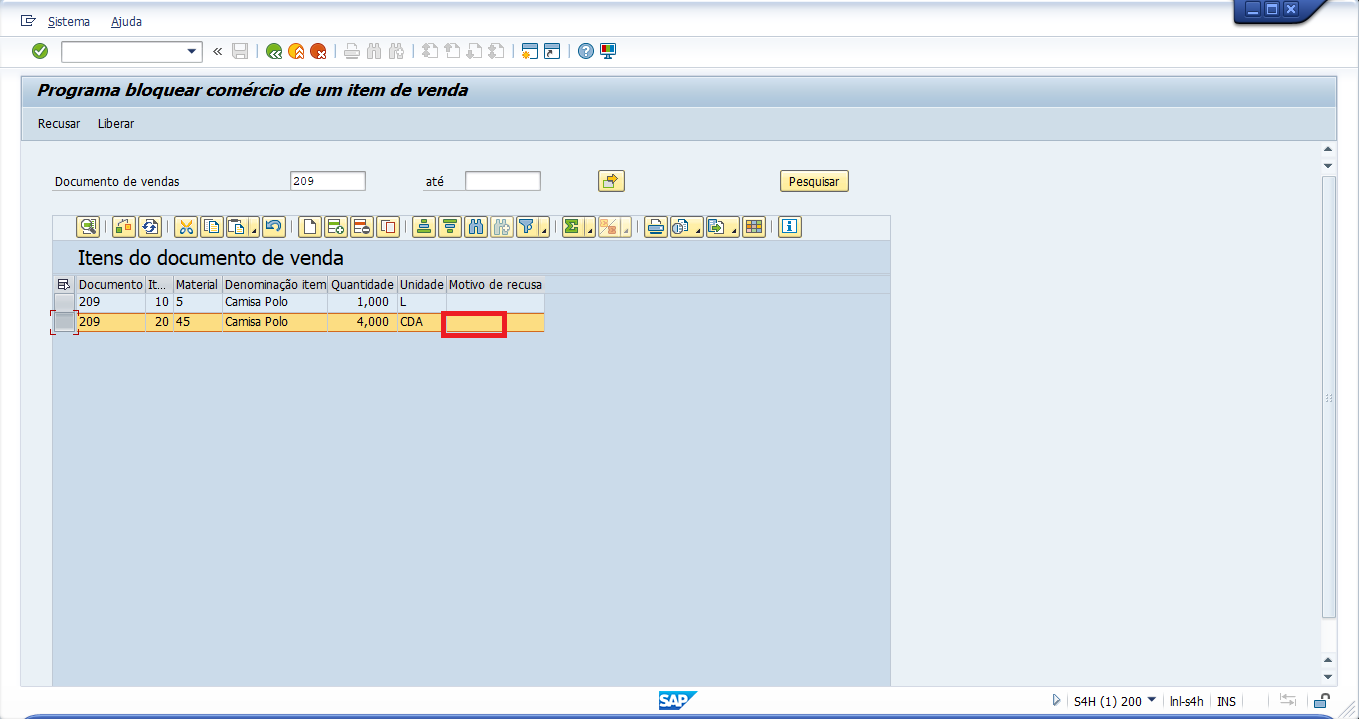 Sistema Ajuda
Programa bloquear comércio de um item de venda
Recusar Liberar
Documento de vendas 209 até Pesquisar
Itens do documento de venda
Documento It... Material Denominação item Quantidade Unidade Motivo de recusa
209 10 5 Camisa Polo 1,000 L
209 20 45 Camisa Polo 4,000 CDA
SAP S4H (1) 200 lnl-s4h INS